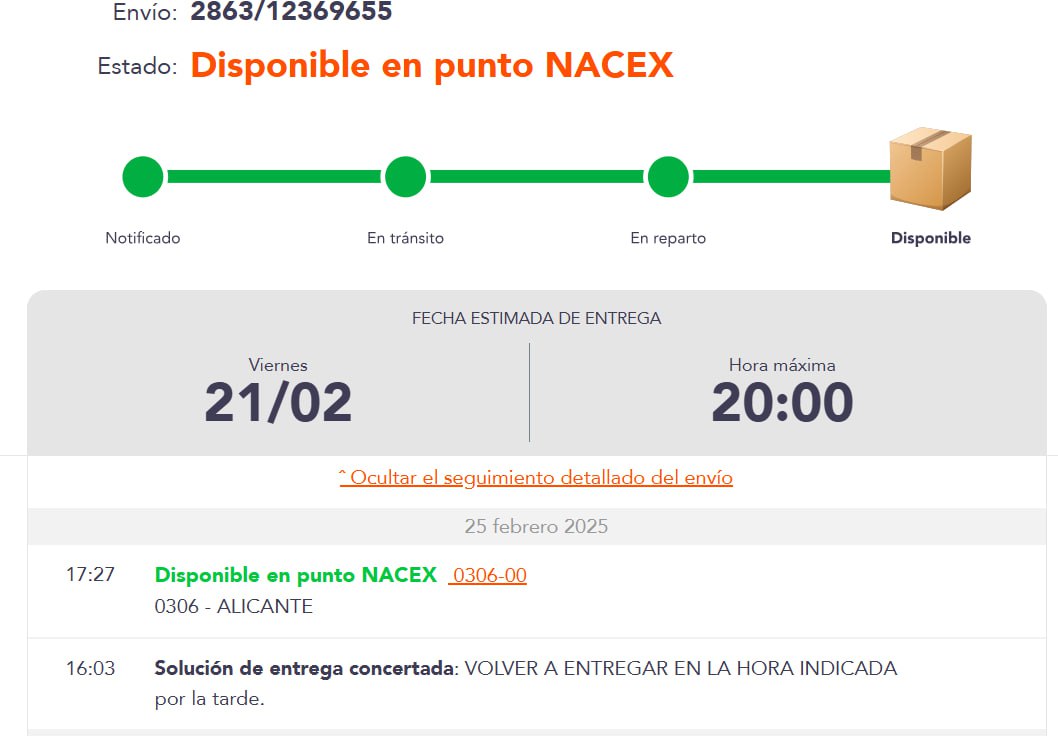 Envío: 2863/12369655
Estado: Disponible en punto NACEX
Notificado En tránsito En reparto Disponible
FECHA ESTIMADA DE ENTREGA
Viernes Hora máxima
21/02 20:00
ˆ Ocultar el seguimiento detallado del envío
25 febrero 2025
17:27 Disponible en punto NACEX 0306-00
0306 - ALICANTE
16:03 Solución de entrega concertada: VOLVER A ENTREGAR EN LA HORA INDICADA
por la tarde.